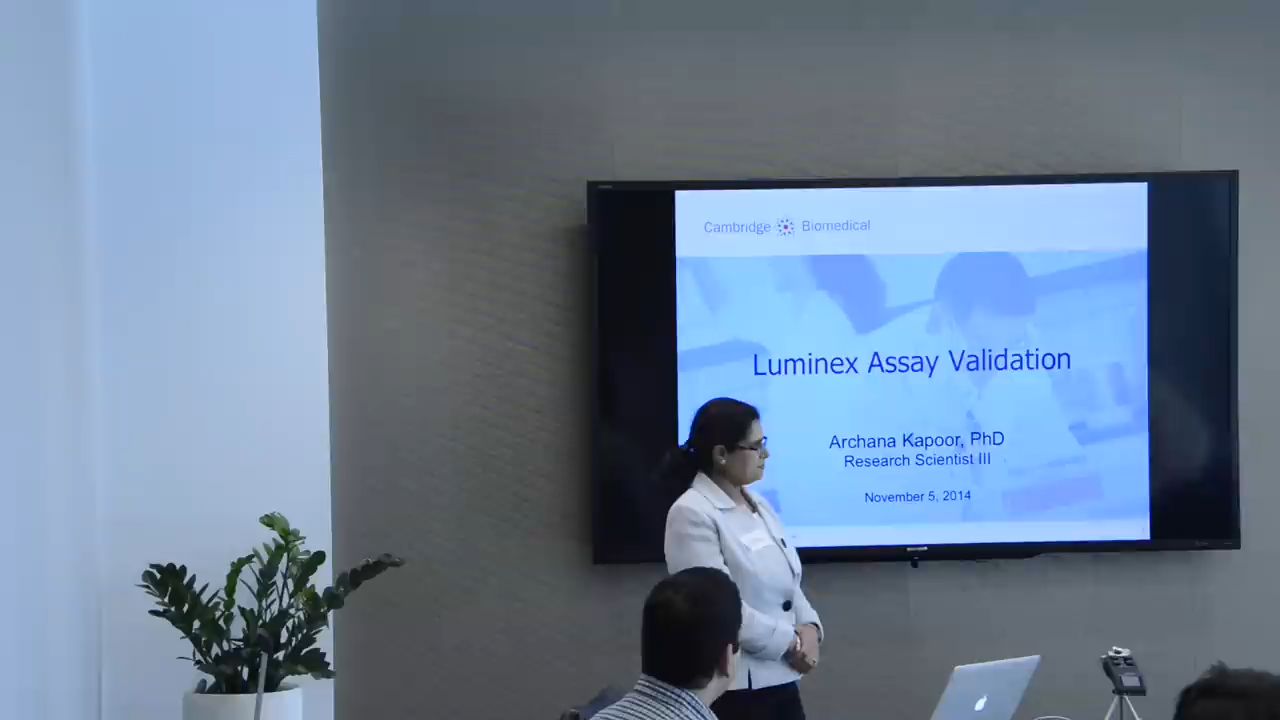 Cambridge Biomedical
Luminex Assay Validation
Archana Kapoor, PhD
Research Scientist III
November 5, 2014